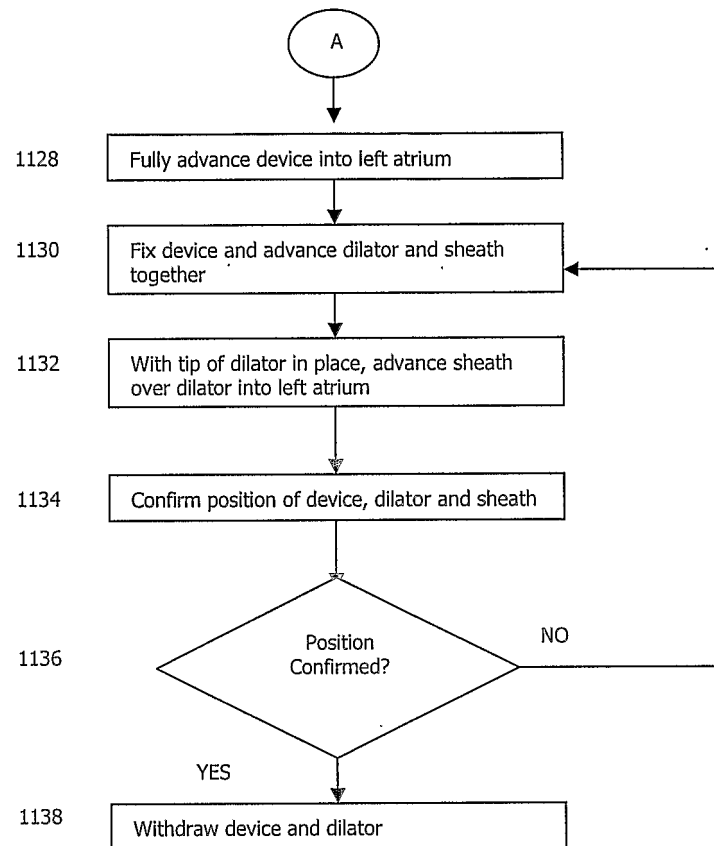 A
1128
Fully advance device into left atrium
1130
Fix device and advance dilator and sheath
together
1132
With tip of dilator in place, advance sheath
over dilator into left atrium
1134
Confirm position of device, dilator and sheath
1136
Position
Confirmed?
NO
YES
1138
Withdraw device and dilator